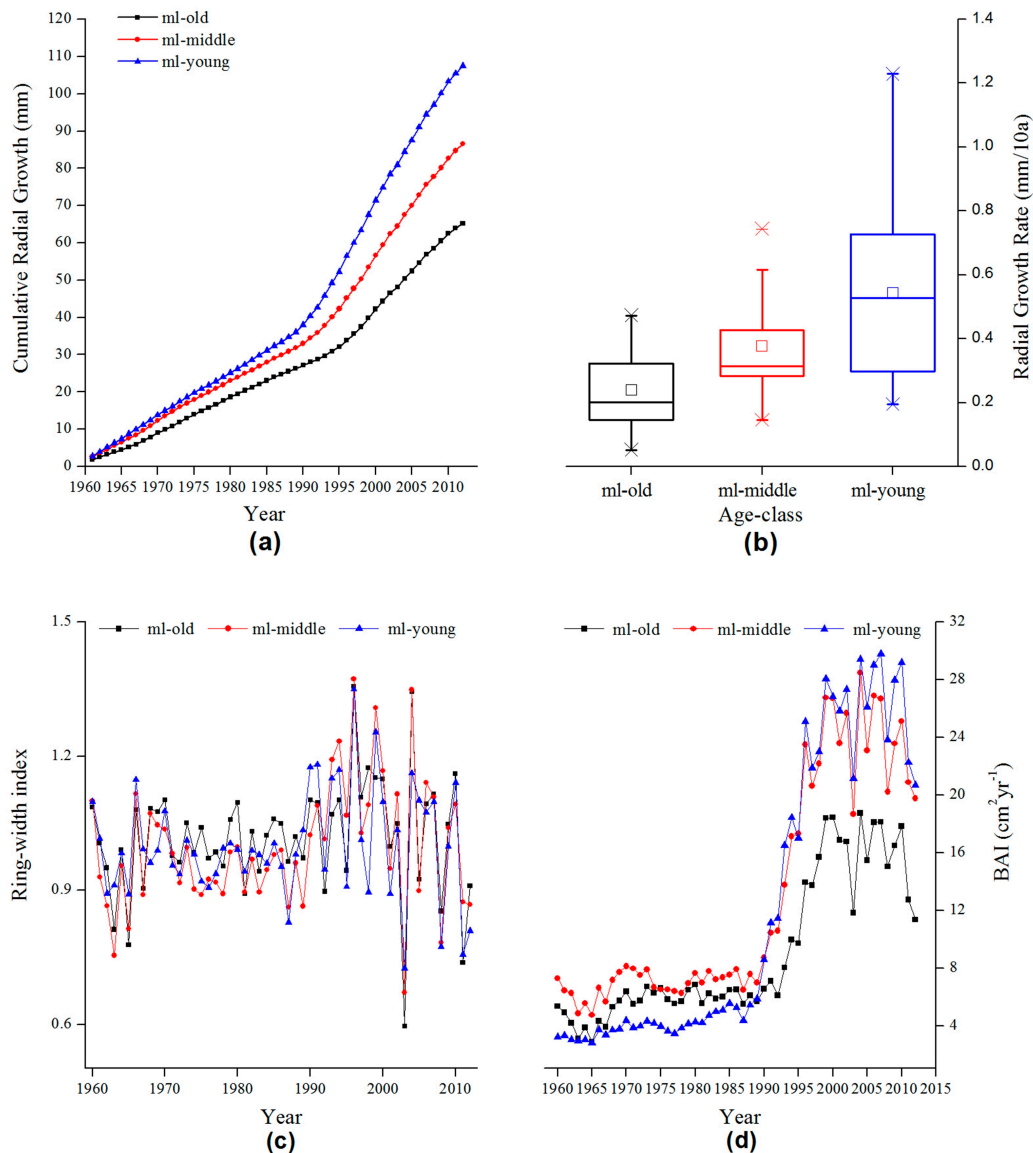 ml-old
ml-middle
ml-young
Cumulative Radial Growth (mm)
120
110
100
90
80
70
60
50
40
30
20
10
0
1960 1965 1970 1975 1980 1985 1990 1995 2000 2005 2010
Year
(a)
1.4
1.2
1.0
0.8
0.6
0.4
0.2
0.0
Radial Growth Rate (mm/10a)
ml-old ml-middle ml-young
Age-class
(b)
ml-old ml-middle ml-young
Ring-width index
1.5
1.2
0.9
0.6
1960 1970 1980 1990 2000 2010
Year
(c)
ml-old ml-middle ml-young
32
28
24
20
16
12
8
4
BAI (cm²yr⁻¹)
1960 1965 1970 1975 1980 1985 1990 1995 2000 2005 2010 2015
Year
(d)